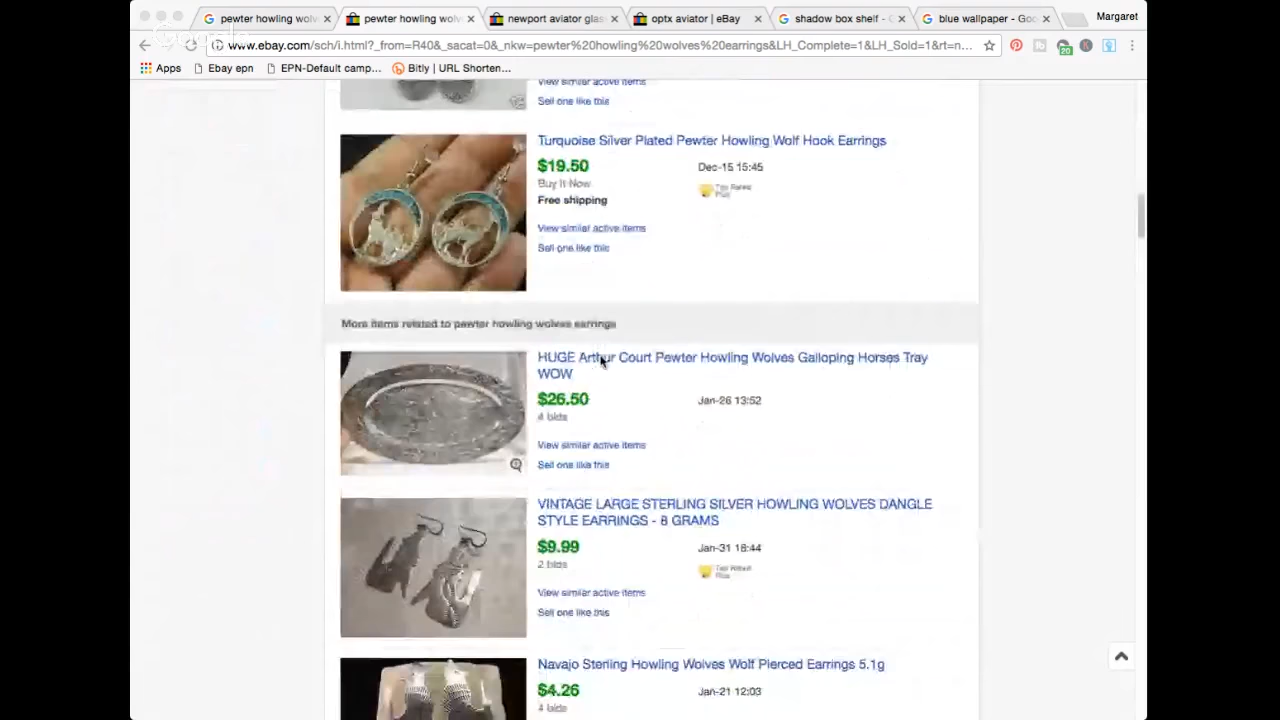 pewter howling wolv
pewter howling wolve
newport aviator glass
optx aviator | eBay
shadow box shelf - G
blue wallpaper - Goo
Margaret
www.ebay.com/sch/i.html?_from=R40&_sacat=0&_nkw=pewter%20howling%20wolves%20earrings&LH_Complete=1&LH_Sold=1&rt=n...
Apps
Ebay epn
EPN-Default camp...
Bitly | URL Shorten...
View similar active items
Sell one like this
Turquoise Silver Plated Pewter Howling Wolf Hook Earrings
$19.50
Dec-15 15:45
Buy It Now
Top Rated
Plus
Free shipping
View similar active items
Sell one like this
More items related to pewter howling wolves earrings
HUGE Arthur Court Pewter Howling Wolves Galloping Horses Tray
WOW
$26.50
Jan-26 13:52
4 bids
View similar active items
Sell one like this
VINTAGE LARGE STERLING SILVER HOWLING WOLVES DANGLE
STYLE EARRINGS - 8 GRAMS
$9.99
Jan-31 18:44
2 bids
Top Rated
Plus
View similar active items
Sell one like this
Navajo Sterling Howling Wolves Wolf Pierced Earrings 5.1g
$4.26
Jan-21 12:03
4 bids